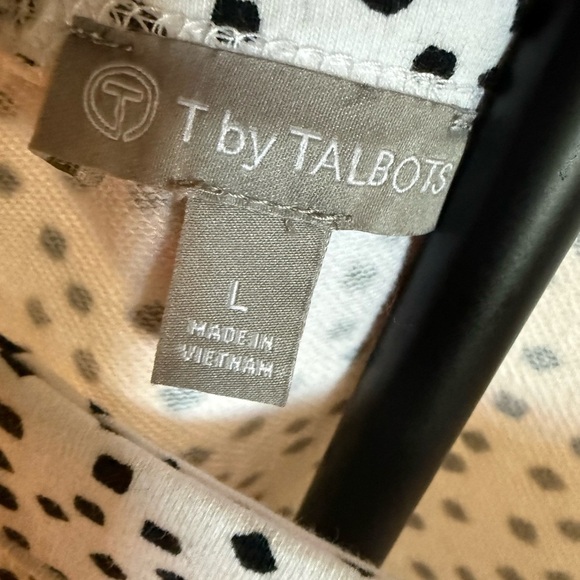 T
T by TALBOTS
L
MADE IN
VIETNAM